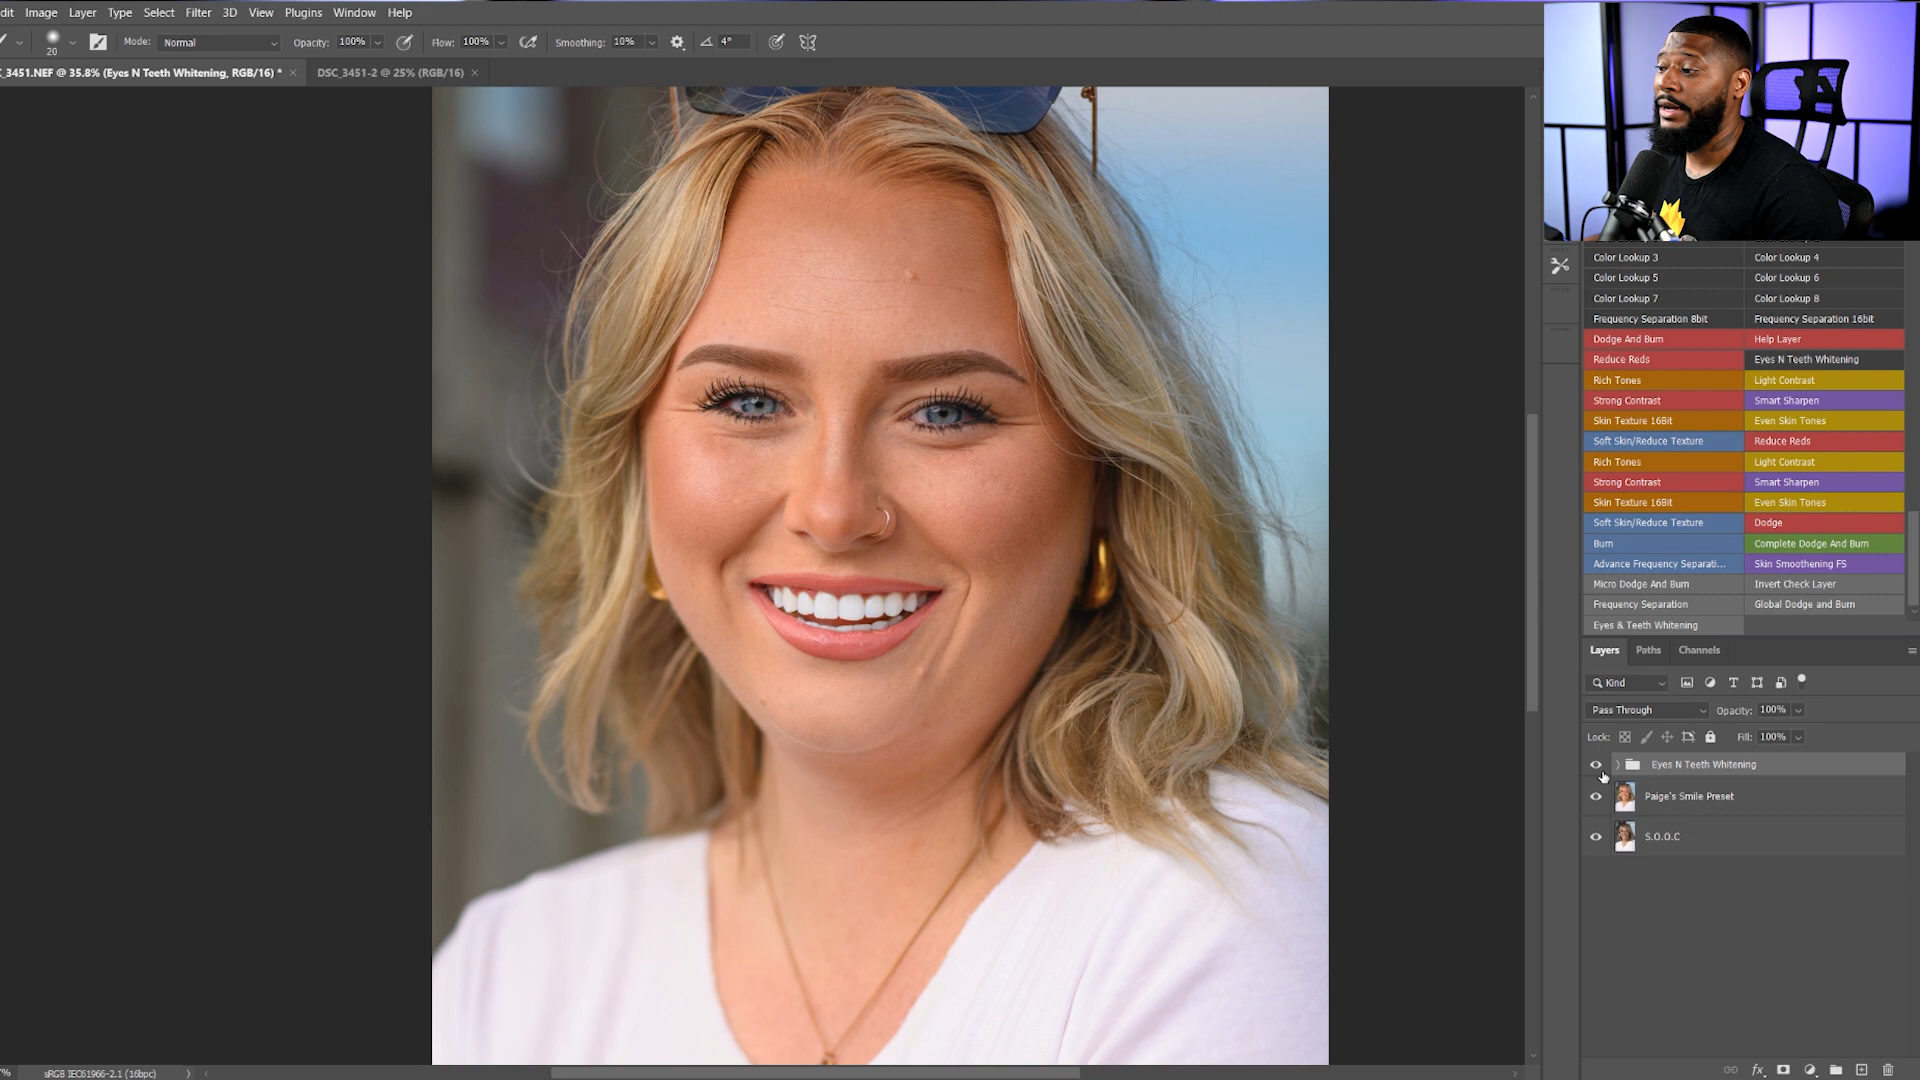 dit Image Layer Type Select Filter 3D View Plugins Window Help
20 Mode: Normal Opacity: 100% Flow: 100% Smoothing: 10% 4°
_3451.NEF @ 35.8% (Eyes N Teeth Whitening, RGB/16) * × DSC_3451-2 @ 25% (RGB/16) ×
Color Lookup 3 Color Lookup 4
Color Lookup 5 Color Lookup 6
Color Lookup 7 Color Lookup 8
Frequency Separation 8bit Frequency Separation 16bit
Dodge And Burn Help Layer
Reduce Reds Eyes N Teeth Whitening
Rich Tones Light Contrast
Strong Contrast Smart Sharpen
Skin Texture 16Bit Even Skin Tones
Soft Skin/Reduce Texture Reduce Reds
Rich Tones Light Contrast
Strong Contrast Smart Sharpen
Skin Texture 16Bit Even Skin Tones
Soft Skin/Reduce Texture Dodge
Burn Complete Dodge And Burn
Advance Frequency Separati... Skin Smoothening FS
Micro Dodge And Burn Invert Check Layer
Frequency Separation Global Dodge and Burn
Eyes & Teeth Whitening
Layers Paths Channels
Kind
Pass Through Opacity: 100%
Lock: Fill: 100%
Eyes N Teeth Whitening
Paige's Smile Preset
S.O.O.C
% sRGB IEC61966-2.1 (16bpc)